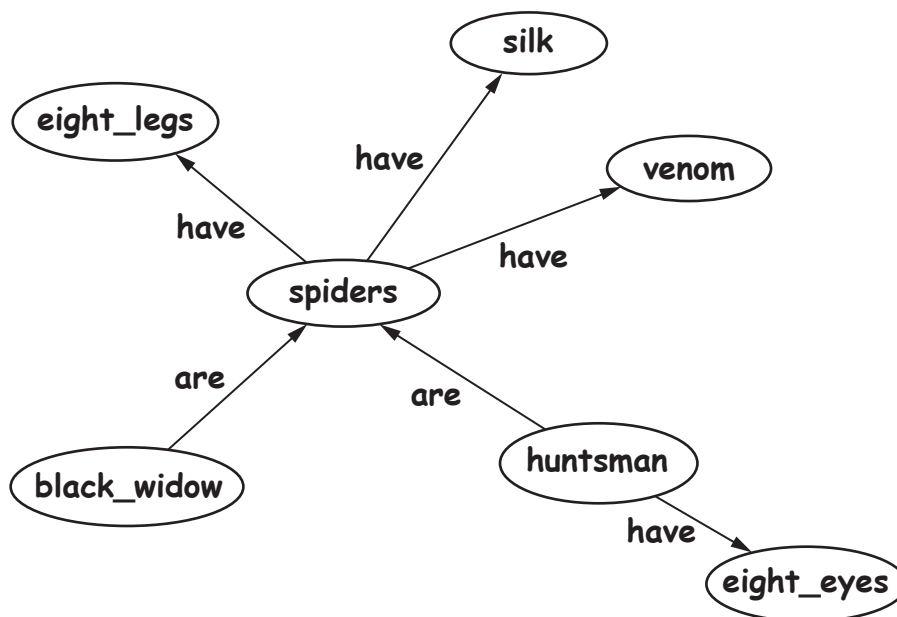 silk
eight_legs
have
venom
have
have
spiders
are
are
huntsman
black_widow
have
eight_eyes